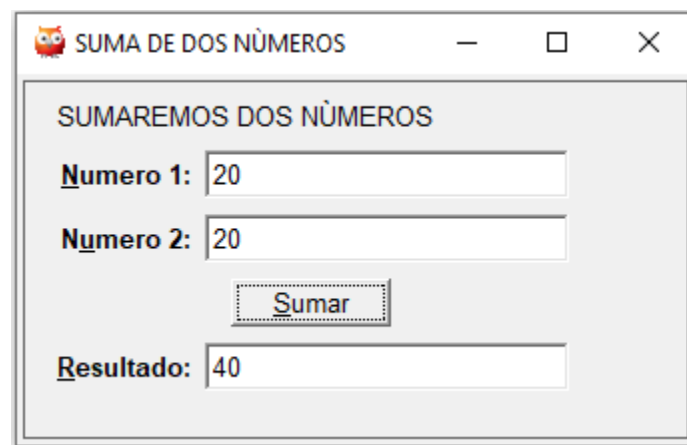 SUMA DE DOS NÙMEROS
SUMAREMOS DOS NÙMEROS
Numero 1: 20
Numero 2: 20
Sumar
Resultado: 40